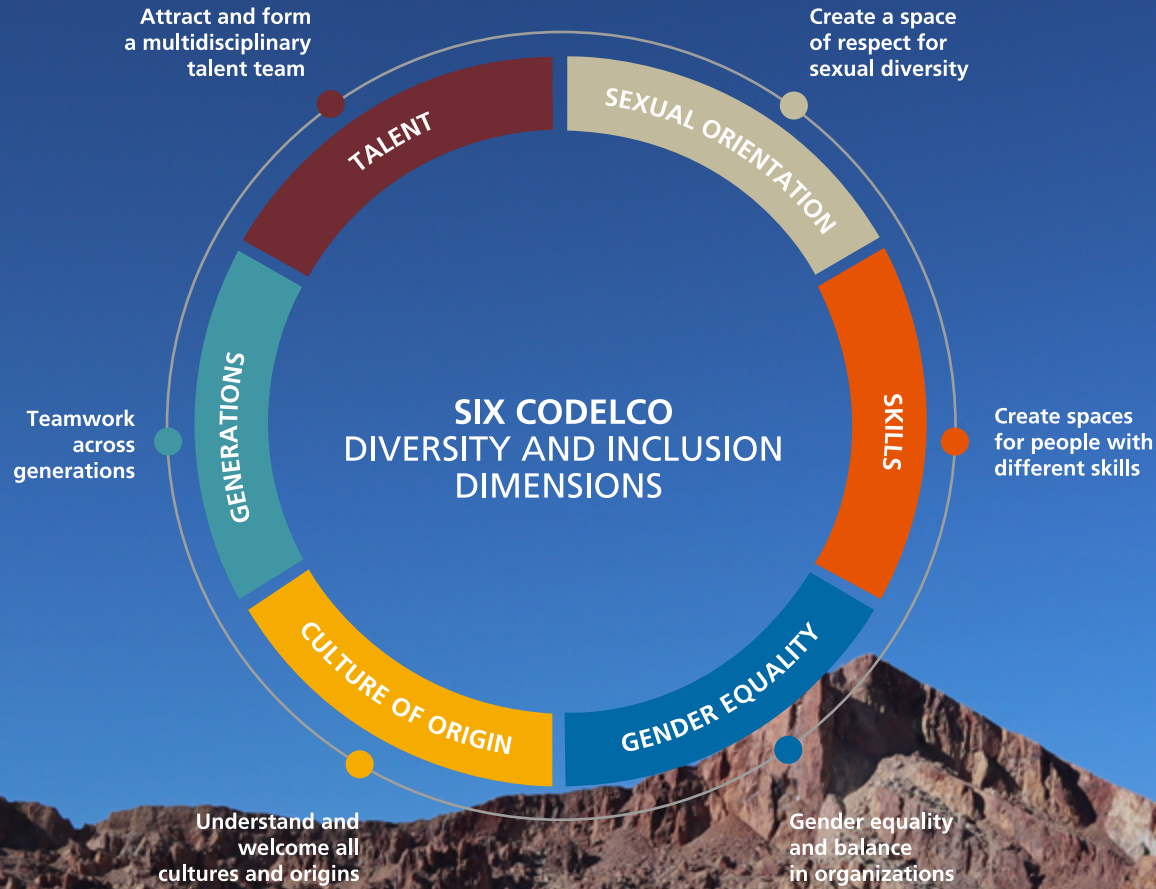 Attract and form
a multidisciplinary
talent team
Create a space
of respect for
sexual diversity
TALENT
SEXUAL ORIENTATION
GENERATIONS
SKILLS
Teamwork
across
generations
SIX CODELCO
DIVERSITY AND INCLUSION
DIMENSIONS
Create spaces
for people with
different skills
CULTURE OF ORIGIN
GENDER EQUALITY
Understand and
welcome all
cultures and origins
Gender equality
and balance
in organizations